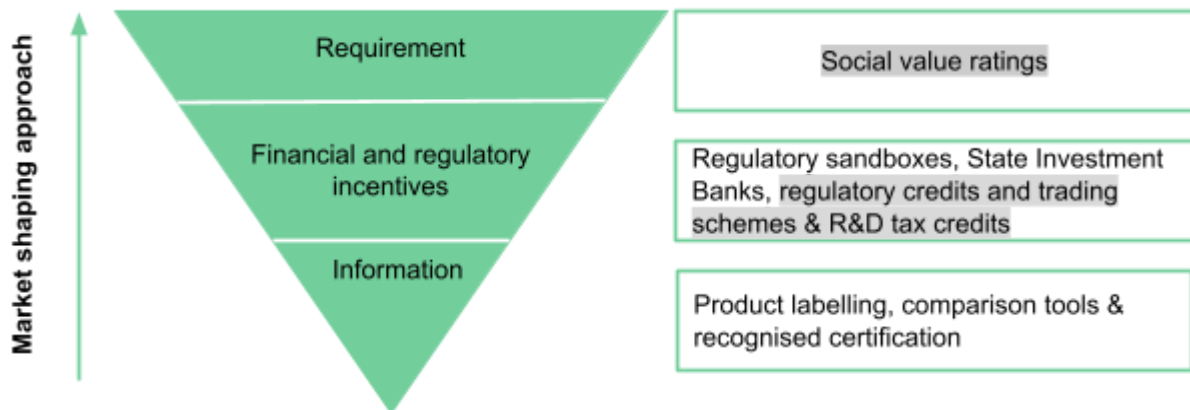 Market shaping approach
Requirement
Social value ratings
Financial and regulatory
incentives
Regulatory sandboxes, State Investment
Banks, regulatory credits and trading
schemes & R&D tax credits
Information
Product labelling, comparison tools &
recognised certification